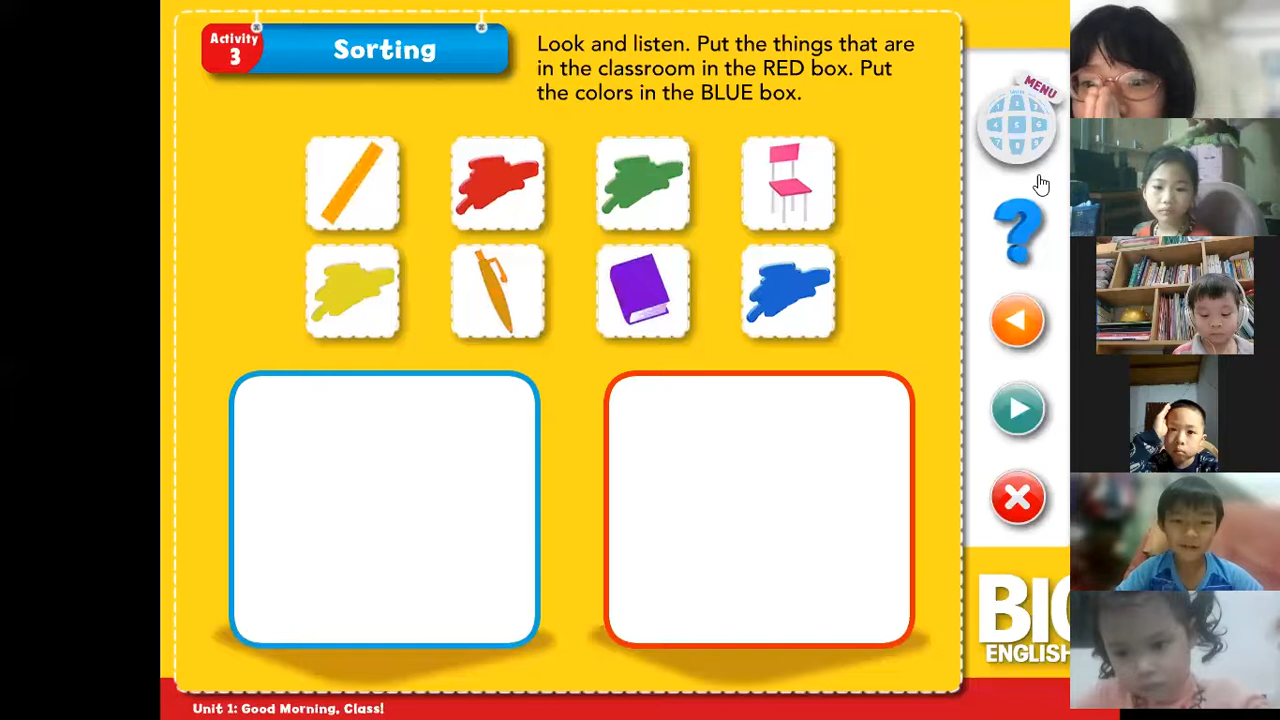 Activity
3
Sorting
Look and listen. Put the things that are
in the classroom in the RED box. Put
the colors in the BLUE box.
MENU
?
ENGLISH
Unit 1: Good Morning, Class!